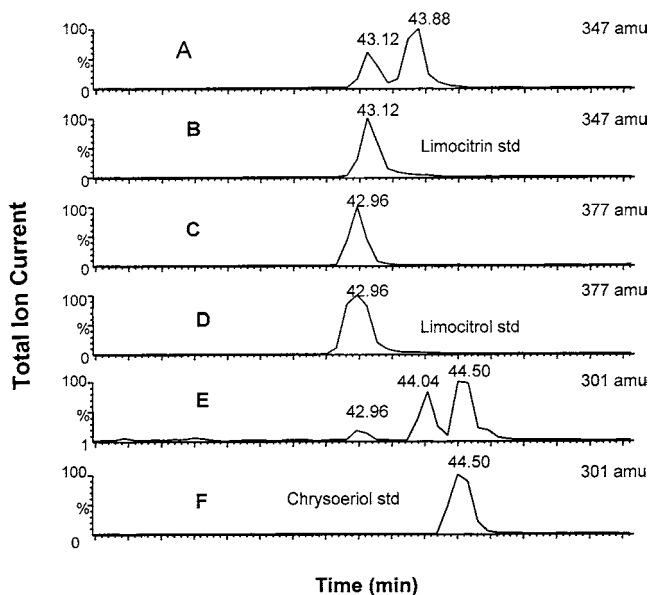 100
%
0
A
43.12
43.88
347 amu
100
%
0
B
43.12
Limocitrin std
347 amu
100
%
0
C
42.96
377 amu
100
%
0
D
42.96
Limocitrol std
377 amu
100
%
1
E
42.96
44.04
44.50
301 amu
100
%
0
F
Chrysoeriol std
44.50
301 amu
Total Ion Current
Time (min)